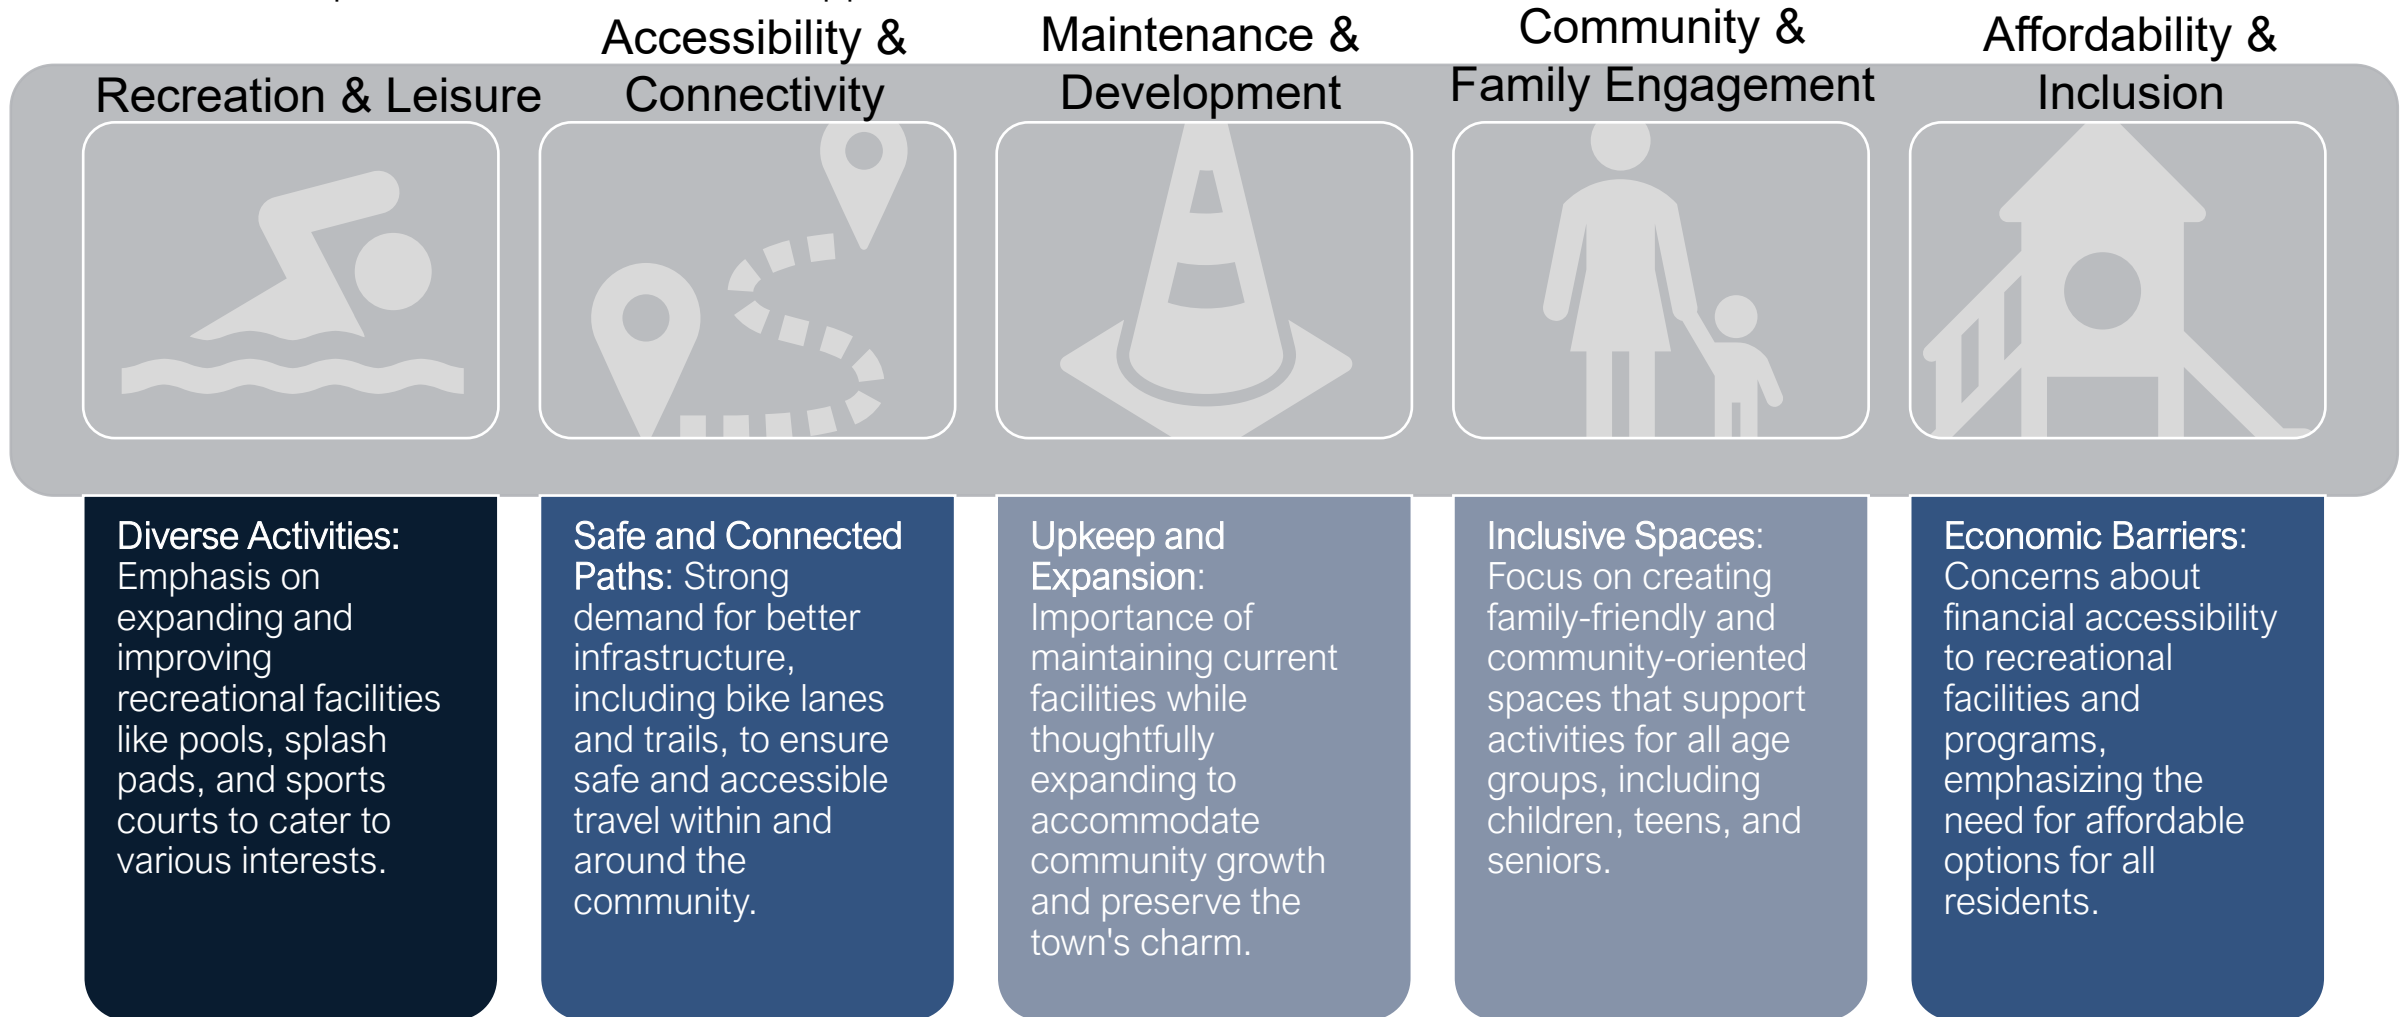 Recreation & Leisure
Accessibility &
Connectivity
Maintenance &
Development
Community &
Family Engagement
Affordability &
Inclusion
Diverse Activities:
Emphasis on
expanding and
improving
recreational facilities
like pools, splash
pads, and sports
courts to cater to
various interests.
Safe and Connected
Paths: Strong
demand for better
infrastructure,
including bike lanes
and trails, to ensure
safe and accessible
travel within and
around the
community.
Upkeep and
Expansion:
Importance of
maintaining current
facilities while
thoughtfully
expanding to
accommodate
community growth
and preserve the
town's charm.
Inclusive Spaces:
Focus on creating
family-friendly and
community-oriented
spaces that support
activities for all age
groups, including
children, teens, and
seniors.
Economic Barriers:
Concerns about
financial accessibility
to recreational
facilities and
programs,
emphasizing the
need for affordable
options for all
residents.